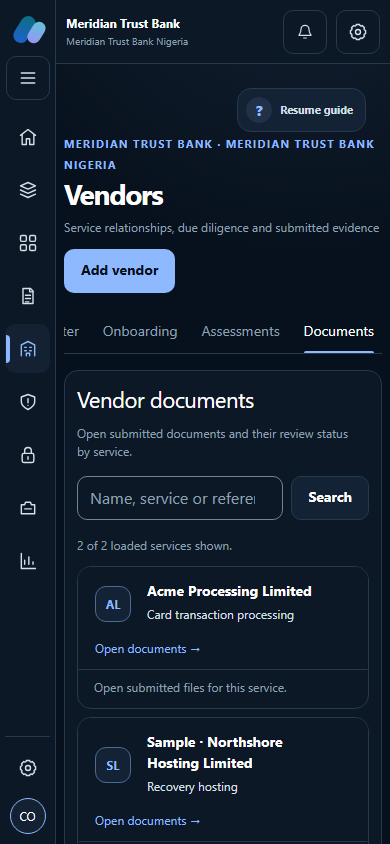 Meridian Trust Bank
Meridian Trust Bank Nigeria
? Resume guide
MERIDIAN TRUST BANK · MERIDIAN TRUST BANK
NIGERIA
Vendors
Service relationships, due diligence and submitted evidence
Add vendor
ter Onboarding Assessments Documents
Vendor documents
Open submitted documents and their review status
by service.
Name, service or referer Search
2 of 2 loaded services shown.
AL Acme Processing Limited
Card transaction processing
Open documents →
Open submitted files for this service.
Sample · Northshore
SL Hosting Limited
Recovery hosting
Open documents →
CO